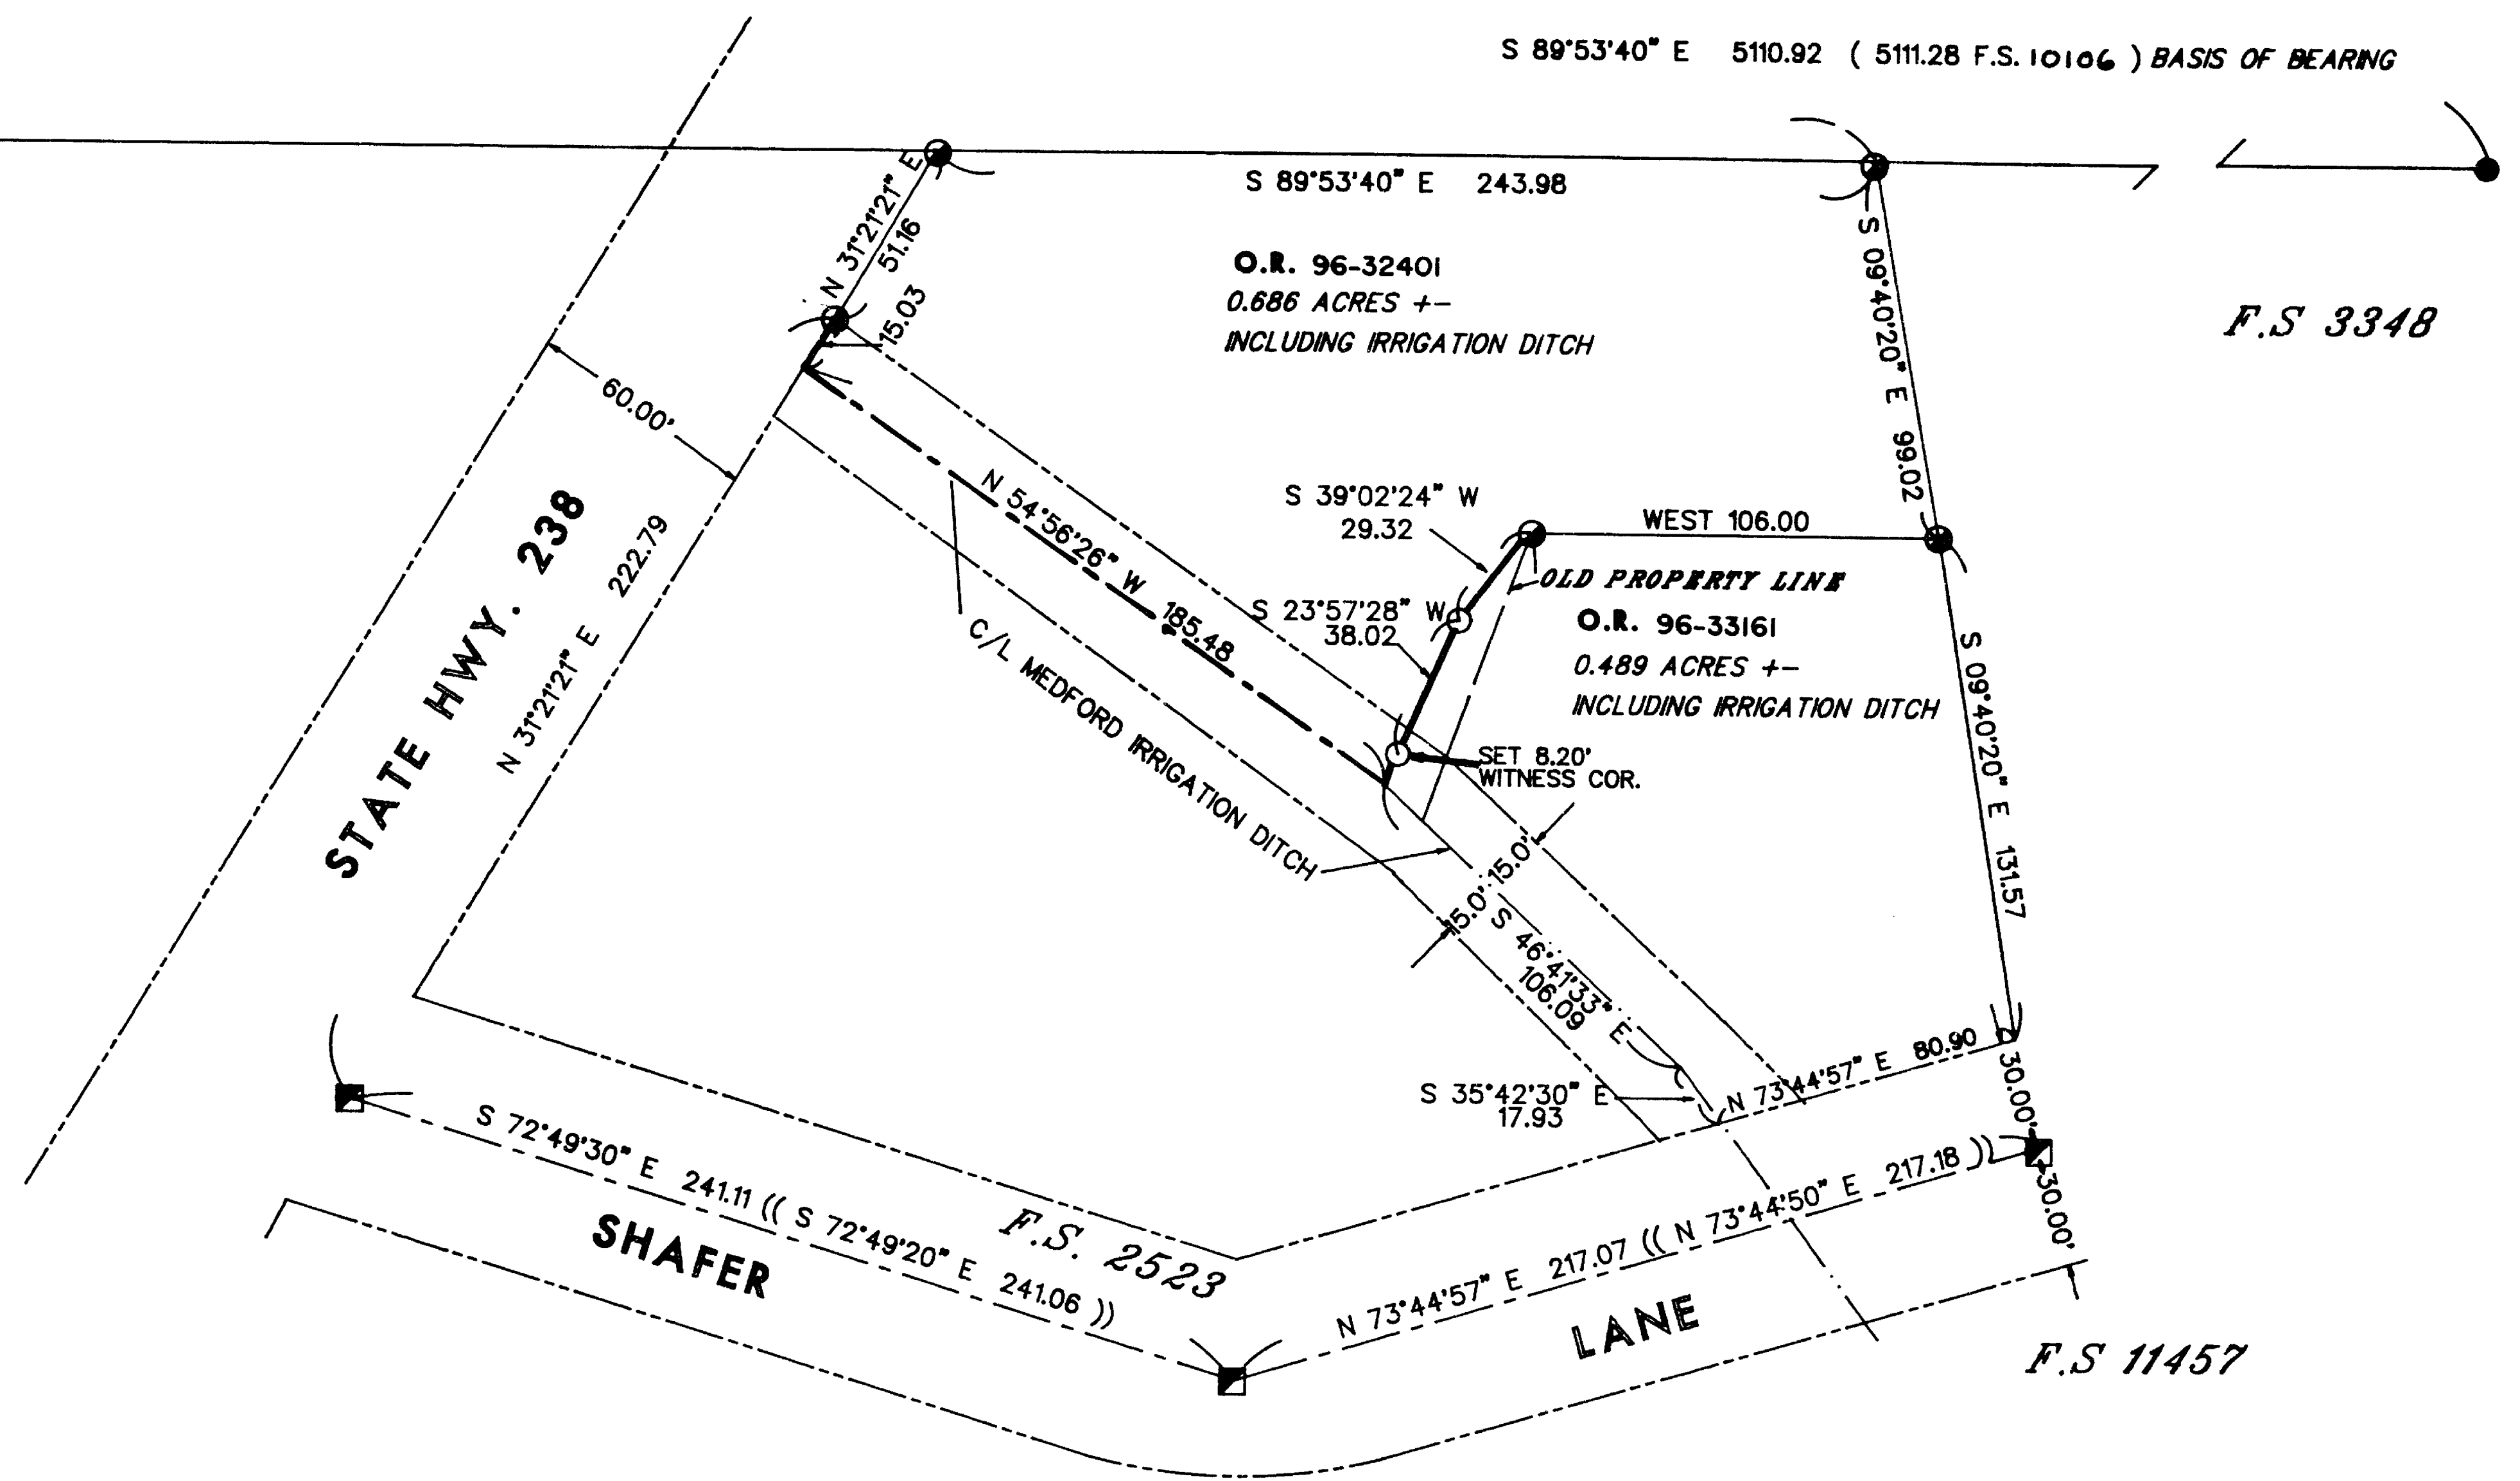 S 89°53'40" E 5110.92 ( 5111.28 F.S. 10106 ) BASIS OF BEARING
S 89°53'40" E 243.98
N 31°21'21" E
51.16
15.03
O.R. 96-32401
0.686 ACRES +-
INCLUDING IRRIGATION DITCH
S 09°40'20" E 99.02
F.S 3348
60.00'
STATE HWY. 238
N 31°21'21" E 222.79
N 54°56'26" W 185.48
C/L MEDFORD IRRIGATION DITCH
S 39°02'24" W
29.32
WEST 106.00
OLD PROPERTY LINE
S 23°57'28" W
38.02
O.R. 96-33161
0.489 ACRES +-
INCLUDING IRRIGATION DITCH
S 09°40'20" E 131.57
SET 8.20'
WITNESS COR.
15.0'
15.0'
S 46°41'33" E
106.09
S 35°42'30" E
17.93
N 73°44'57" E 80.90
30.00'
30.00'
S 72°49'30" E 241.11 (( S 72°49'20" E 241.06 ))
F.S. 2523
SHAFER
N 73°44'57" E 217.07 (( N 73°44'50" E 217.18 ))
LANE
F.S 11457